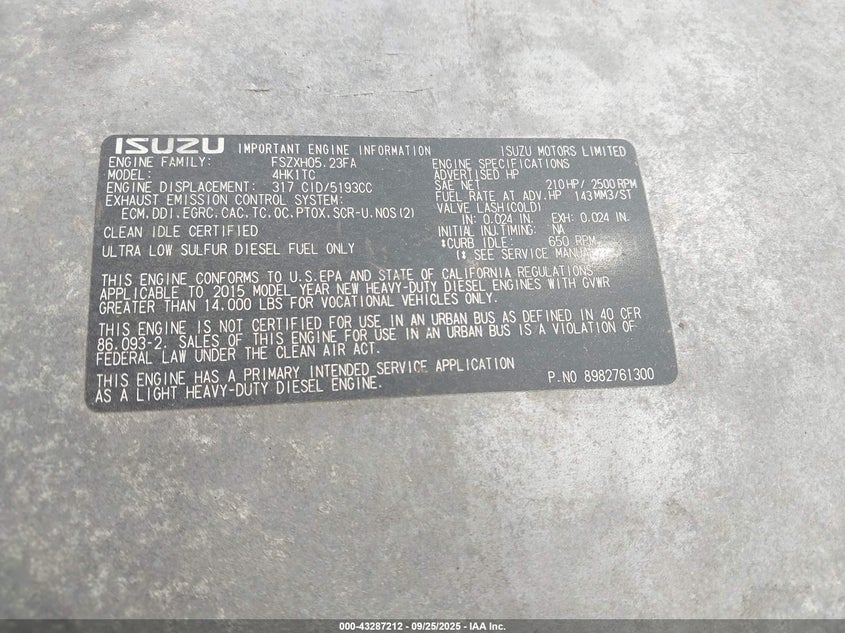 ISUZU IMPORTANT ENGINE INFORMATION ISUZU MOTORS LIMITED
ENGINE FAMILY: FSZXH05.23FA
MODEL: 4HK1TC
ENGINE DISPLACEMENT: 317 CID/5193CC
EXHAUST EMISSION CONTROL SYSTEM:
ECM.DDI.EGRC.CAC.TC.OC.PTOX.SCR-U.NOS(2)
CLEAN IDLE CERTIFIED
ULTRA LOW SULFUR DIESEL FUEL ONLY
ENGINE SPECIFICATIONS
ADVERTISED HP
SAE NET 210HP/ 2500RPM
FUEL RATE AT ADV.HP 143MM3/ST
VALVE LASH(COLD)
IN: 0.024 IN. EXH: 0.024 IN.
INITIAL INJ.TIMING: NA
*CURB IDLE: 650 RPM
(* SEE SERVICE
THIS ENGINE CONFORMS TO U.S.EPA AND STATE OF CALIFORNIA REGULATIONS
APPLICABLE TO 2015 MODEL YEAR NEW HEAVY-DUTY DIESEL ENGINES WITH GVWR
GREATER THAN 14.000 LBS FOR VOCATIONAL VEHICLES ONLY.
THIS ENGINE IS NOT CERTIFIED FOR USE IN AN URBAN BUS AS DEFINED IN 40 CFR
86.093-2. SALES OF THIS ENGINE FOR USE IN AN URBAN BUS IS A VIOLATION OF
FEDERAL LAW UNDER THE CLEAN AIR ACT.
THIS ENGINE HAS A PRIMARY INTENDED SERVICE APPLICATION
AS A LIGHT HEAVY-DUTY DIESEL ENGINE.
P.NO 8982761300
000-43287212 - 09/25/2025 - IAA Inc.